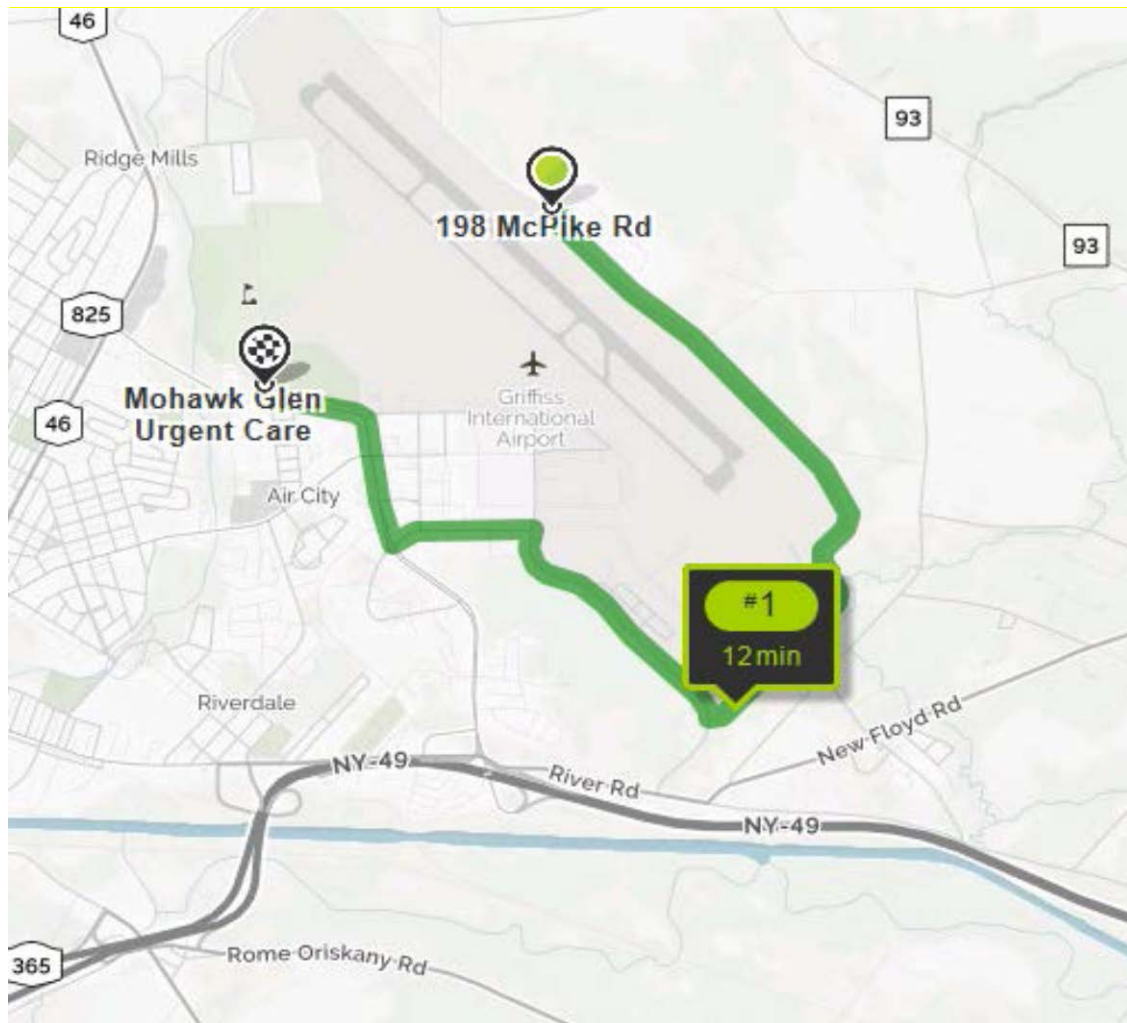 46
93
Ridge Mills
198 McPike Rd
93
825
Griffiss
International
Airport
Mohawk Glen
Urgent Care
46
Air City
#1
12 min
Riverdale
New Floyd Rd
NY-49
River Rd
NY-49
Rome Oriskany Rd
365